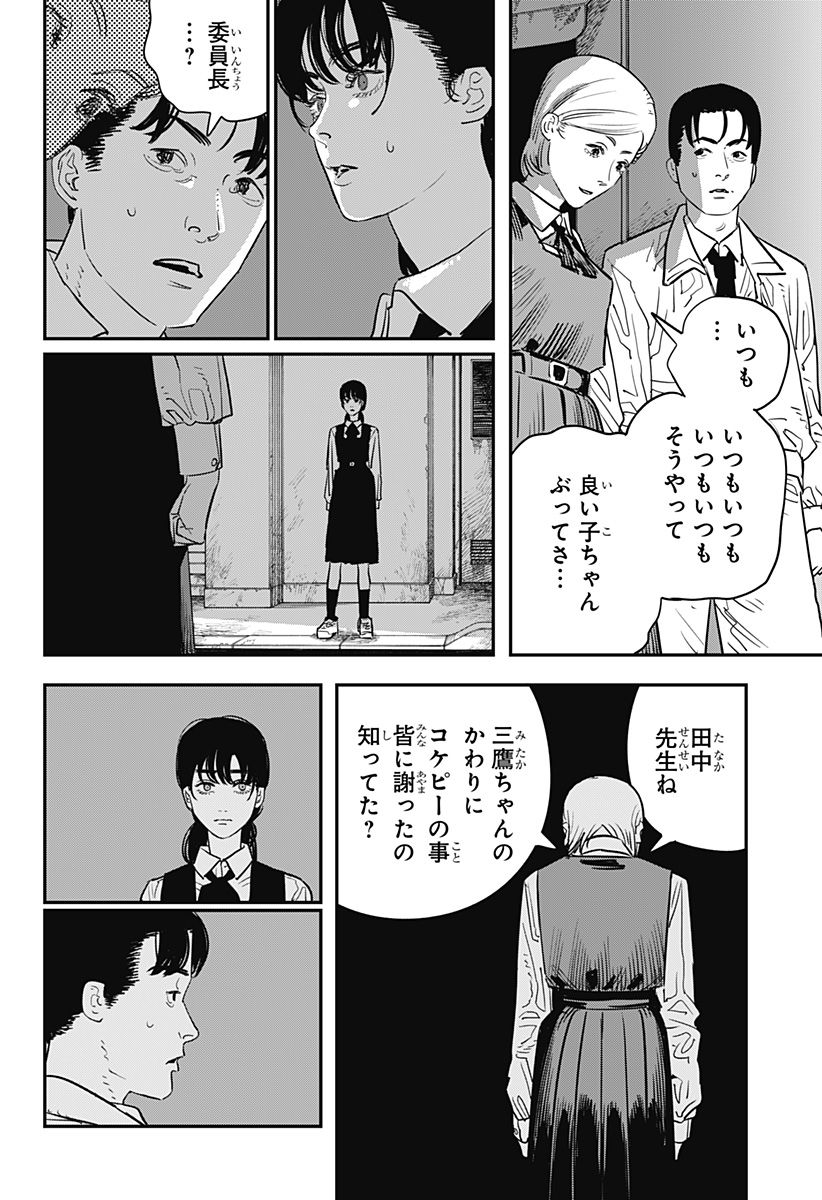 いつも
…
いつもいつも
いつもいつも
そうやって
良い子ちゃん
ぶってさ…
委員長
…?
田中
先生ね
三鷹ちゃんの
かわりに
コケピーの事
皆に謝ったの
知ってた?